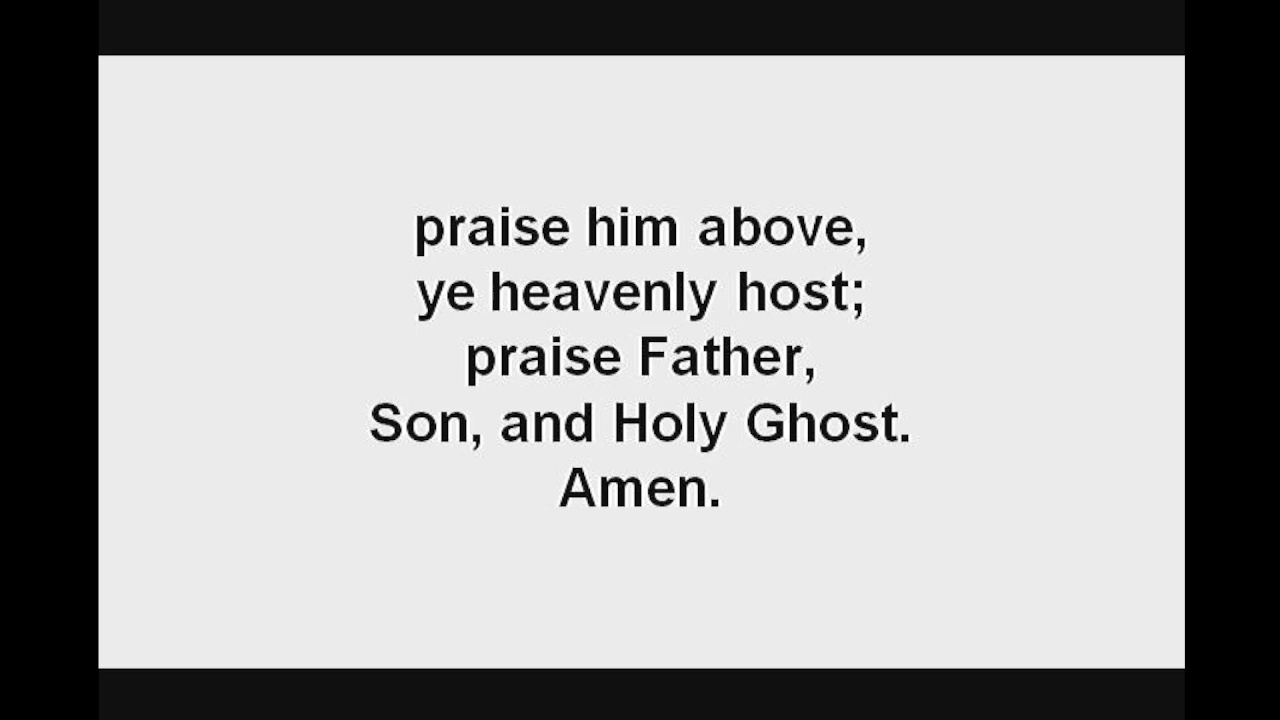 praise him above,
ye heavenly host;
praise Father,
Son, and Holy Ghost.
Amen.